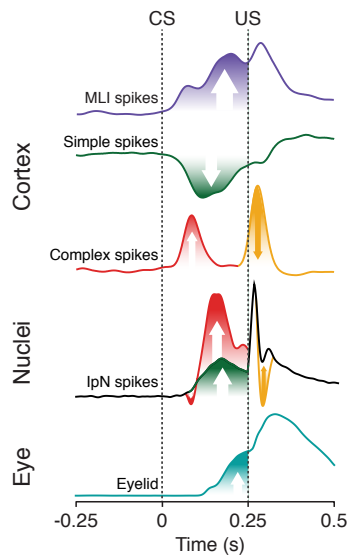 CS US
Cortex
MLI spikes
Simple spikes
Complex spikes
Nuclei
IpN spikes
Eye
Eyelid
-0.25 0 0.25 0.5
Time (s)